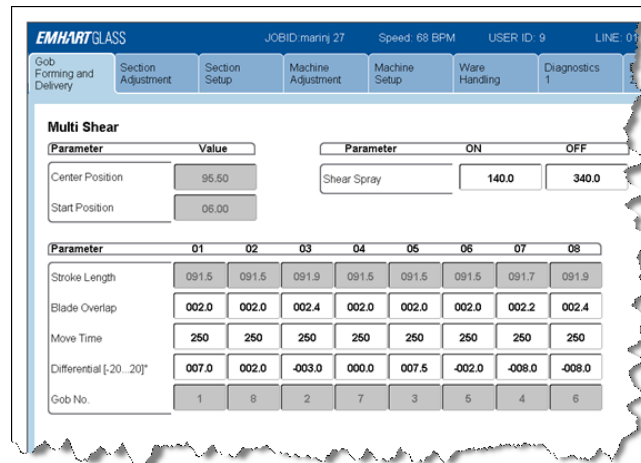 EMHART GLASS JOBID:marinj 27 Speed: 68 BPM USER ID: 9 LINE: 01
Gob Forming and Delivery
Section Adjustment
Section Setup
Machine Adjustment
Machine Setup
Ware Handling
Diagnostics 1
Multi Shear
Parameter Value
Center Position 95.50
Start Position 06.00
Parameter ON OFF
Shear Spray 140.0 340.0
Parameter 01 02 03 04 05 06 07 08
Stroke Length 091.5 091.5 091.9 091.5 091.5 091.5 091.7 091.9
Blade Overlap 002.0 002.0 002.4 002.0 002.0 002.0 002.2 002.4
Move Time 250 250 250 250 250 250 250 250
Differential [-20...20]° 007.0 002.0 -003.0 000.0 007.5 -002.0 -008.0 -008.0
Gob No. 1 8 2 7 3 5 4 6